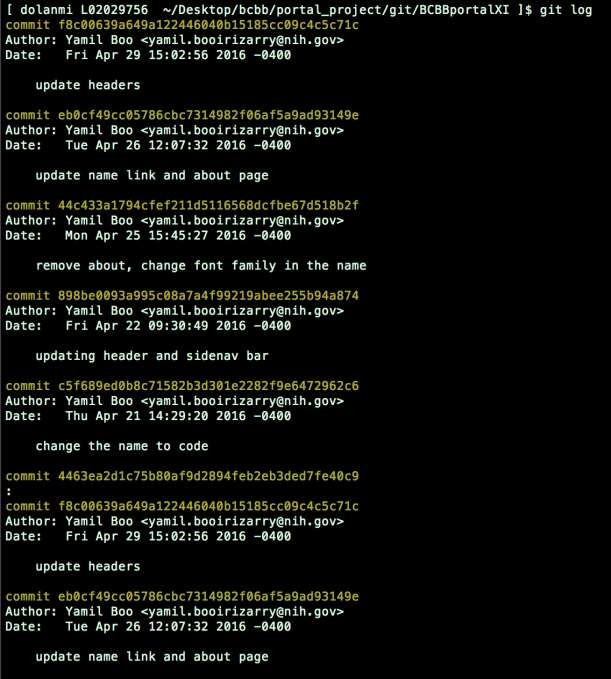 [ dolanmi L02029756  ~/Desktop/bcbb/portal_project/git/BCBBportalXI ]$ git log
commit f8c00639a649a122446040b15185cc09c4c5c71c
Author: Yamil Boo <yamil.booirizarry@nih.gov>
Date:   Fri Apr 29 15:02:56 2016 -0400

    update headers

commit eb0cf49cc05786cbc7314982f06af5a9ad93149e
Author: Yamil Boo <yamil.booirizarry@nih.gov>
Date:   Tue Apr 26 12:07:32 2016 -0400

    update name link and about page

commit 44c433a1794cfef211d5116568dcfbe67d518b2f
Author: Yamil Boo <yamil.booirizarry@nih.gov>
Date:   Mon Apr 25 15:45:27 2016 -0400

    remove about, change font family in the name

commit 898be0093a995c08a7a4f99219abee255b94a874
Author: Yamil Boo <yamil.booirizarry@nih.gov>
Date:   Fri Apr 22 09:30:49 2016 -0400

    updating header and sidenav bar

commit c5f689ed0b8c71582b3d301e2282f9e6472962c6
Author: Yamil Boo <yamil.booirizarry@nih.gov>
Date:   Thu Apr 21 14:29:20 2016 -0400

    change the name to code

commit 4463ea2d1c75b80af9d2894feb2eb3ded7fe40c9
:
commit f8c00639a649a122446040b15185cc09c4c5c71c
Author: Yamil Boo <yamil.booirizarry@nih.gov>
Date:   Fri Apr 29 15:02:56 2016 -0400

    update headers

commit eb0cf49cc05786cbc7314982f06af5a9ad93149e
Author: Yamil Boo <yamil.booirizarry@nih.gov>
Date:   Tue Apr 26 12:07:32 2016 -0400

    update name link and about page